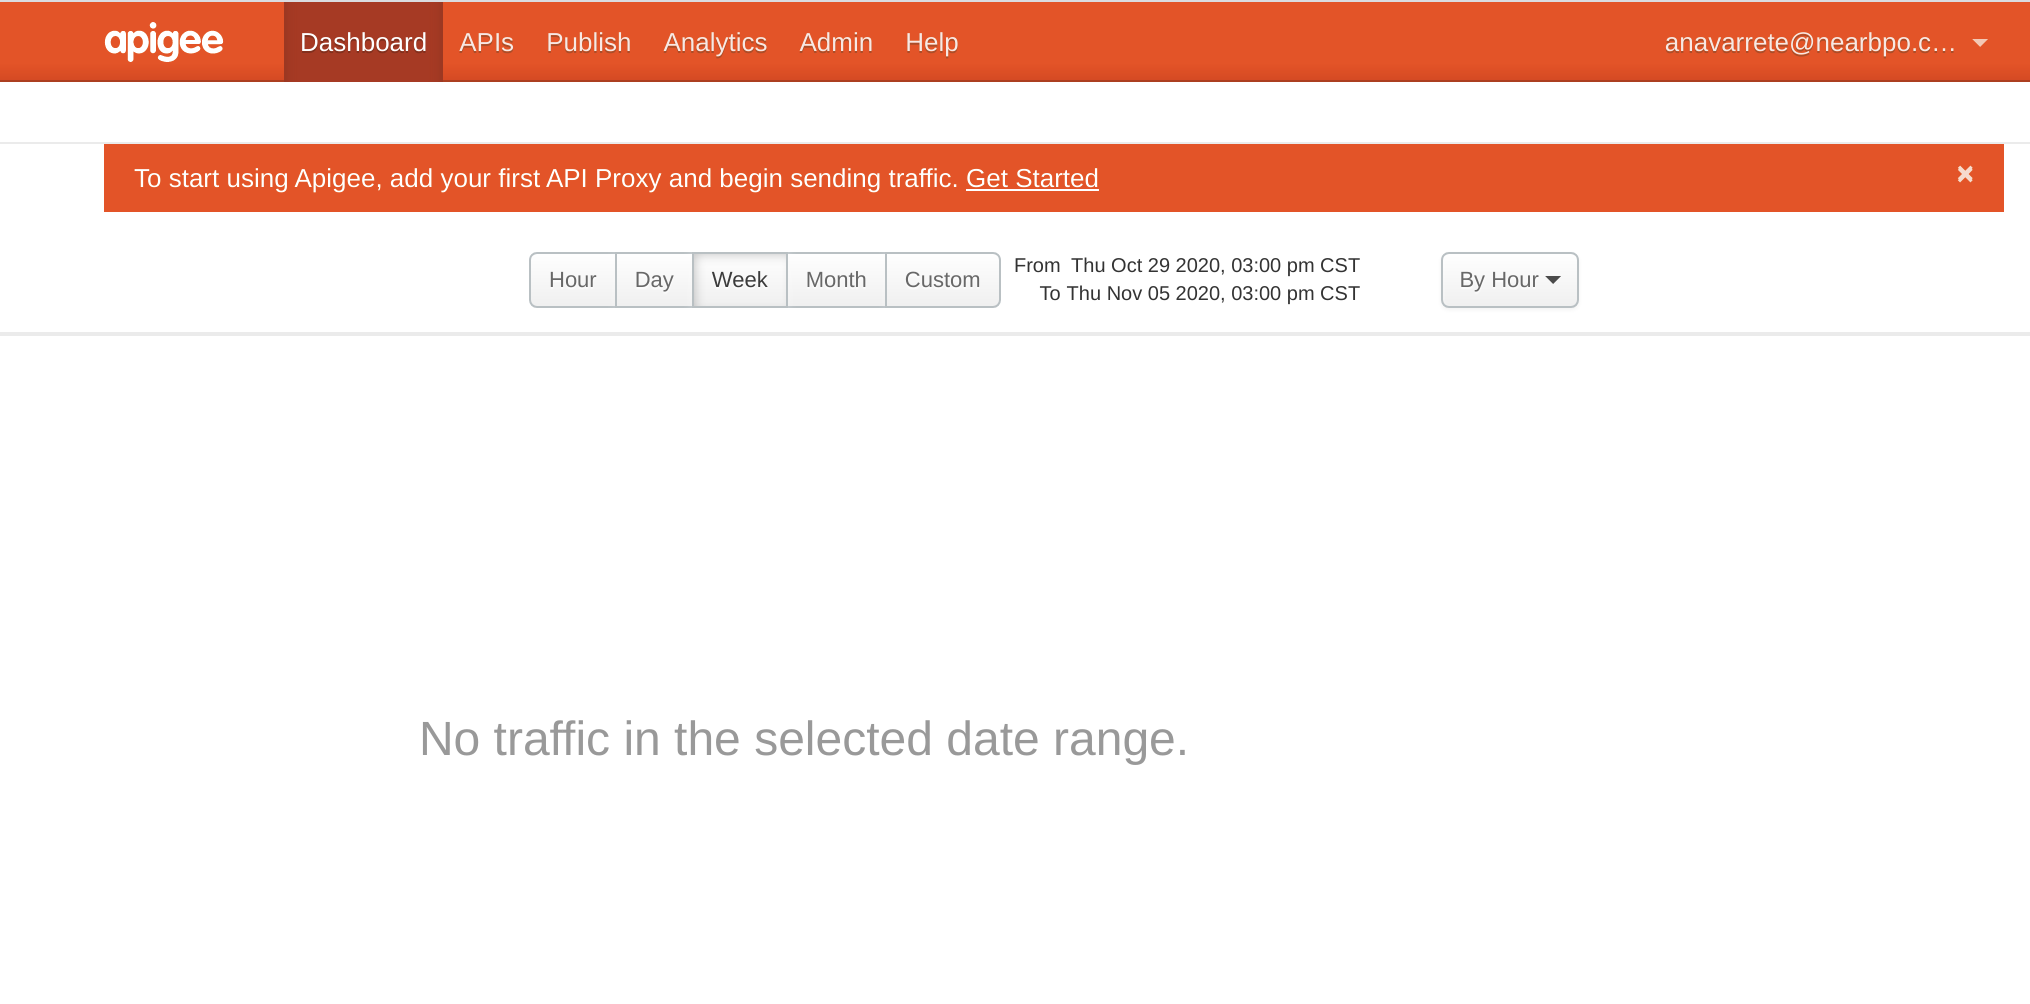 apigee Dashboard APIs Publish Analytics Admin Help anavarrete@nearbpo.c...
To start using Apigee, add your first API Proxy and begin sending traffic. Get Started ×
Hour Day Week Month Custom From Thu Oct 29 2020, 03:00 pm CST By Hour
To Thu Nov 05 2020, 03:00 pm CST
No traffic in the selected date range.